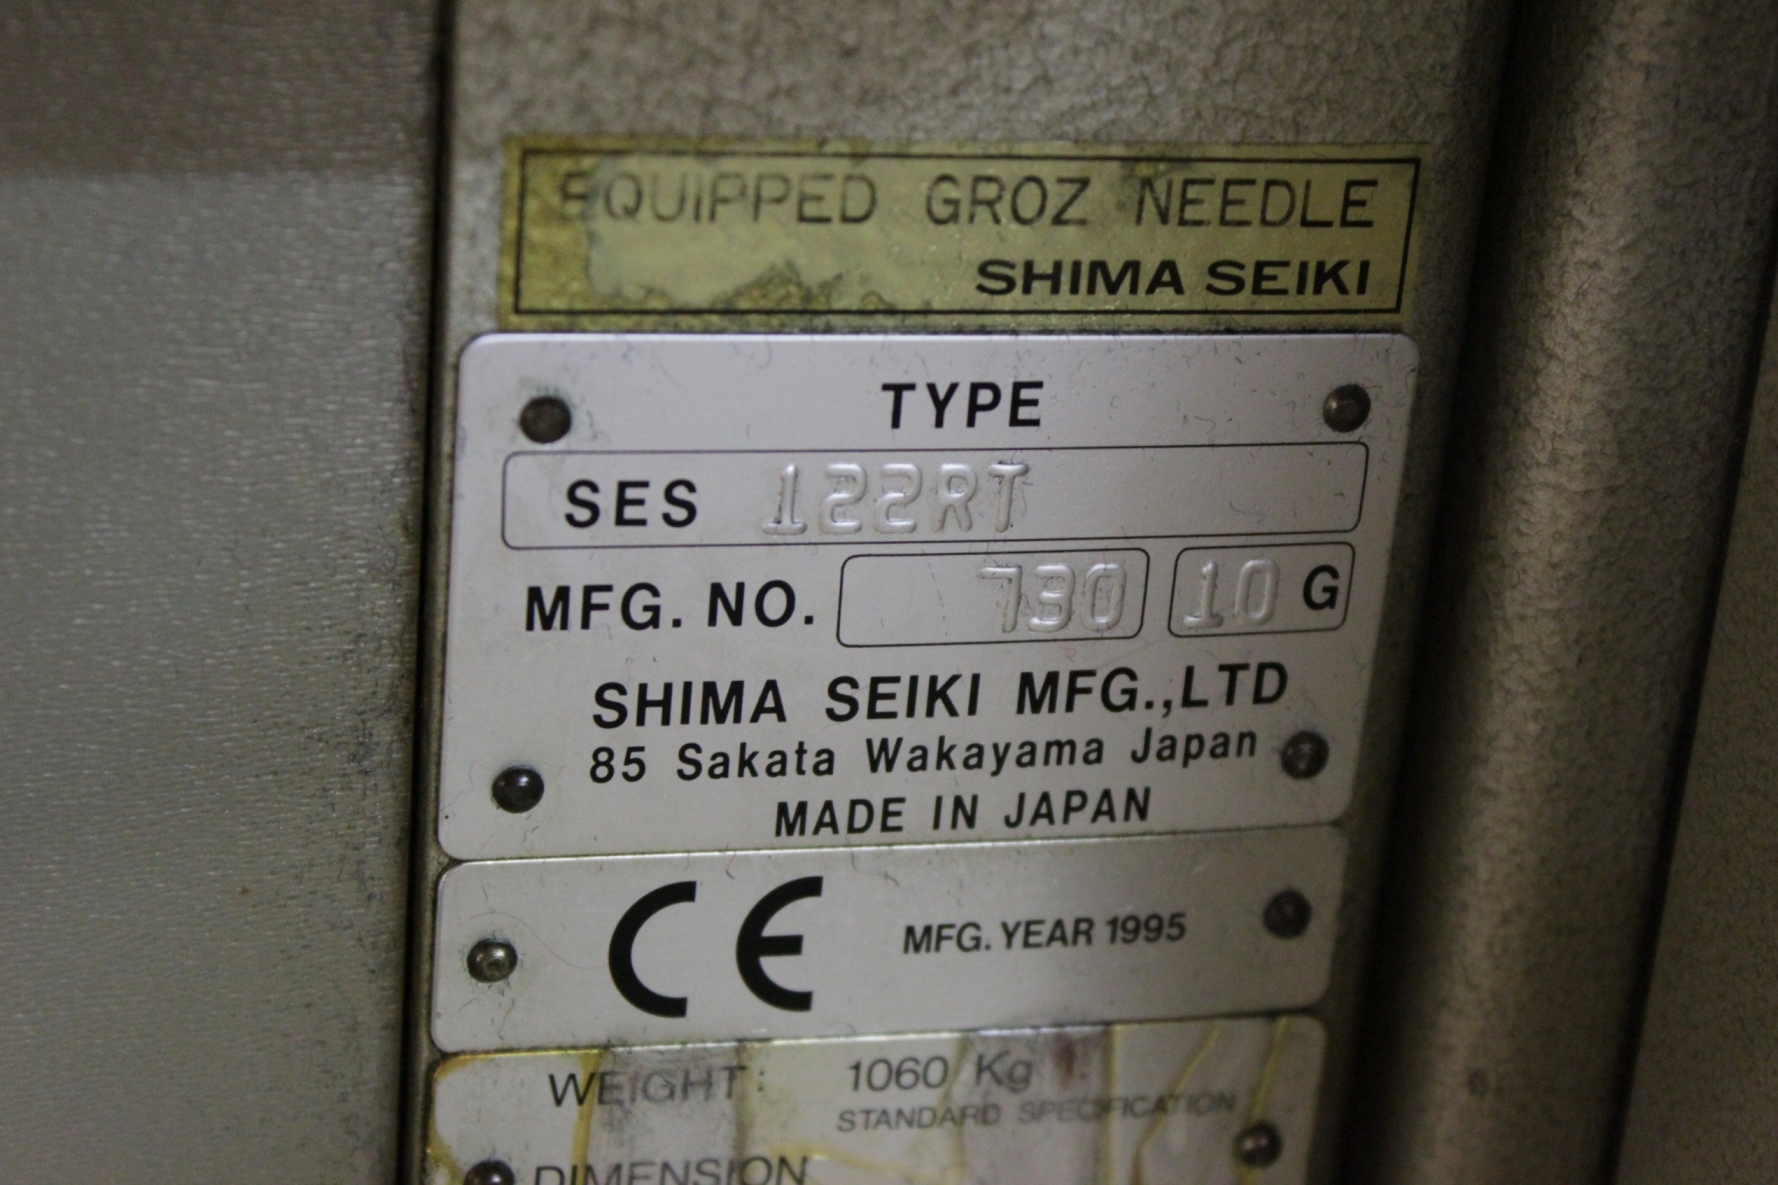 EQUIPPED GROZ NEEDLE
SHIMA SEIKI
TYPE
SES 122RT
MFG. NO. 730 10 G
SHIMA SEIKI MFG.,LTD
85 Sakata Wakayama Japan
MADE IN JAPAN
CE MFG. YEAR 1995
WEIGHT: 1060 Kg
STANDARD SPECIFICATION
DIMENSION